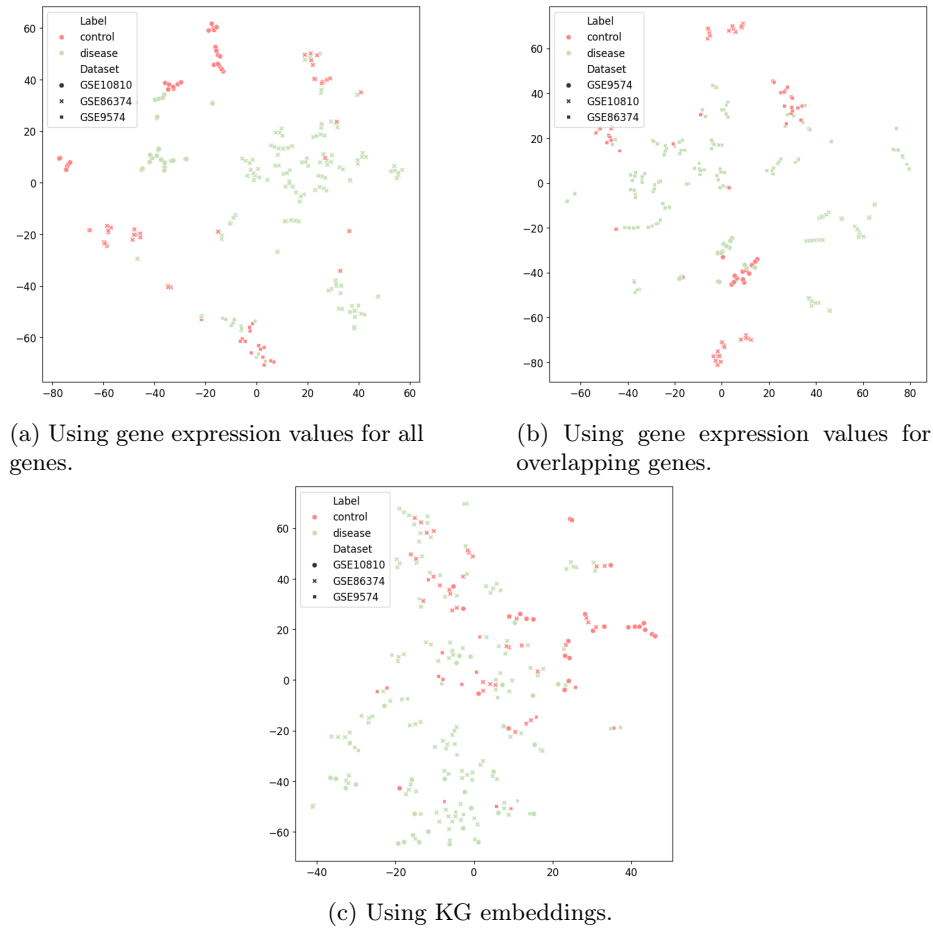 Label
control
disease
Dataset
GSE10810
GSE86374
GSE9574
60
40
20
0
−20
−40
−60
−80 −60 −40 −20 0 20 40 60
(a) Using gene expression values for all
genes.
Label
control
disease
Dataset
GSE9574
GSE10810
GSE86374
60
40
20
0
−20
−40
−60
−80
−60 −40 −20 0 20 40 60 80
(b) Using gene expression values for
overlapping genes.
Label
control
disease
Dataset
GSE10810
GSE86374
GSE9574
60
40
20
0
−20
−40
−60
−40 −20 0 20 40
(c) Using KG embeddings.